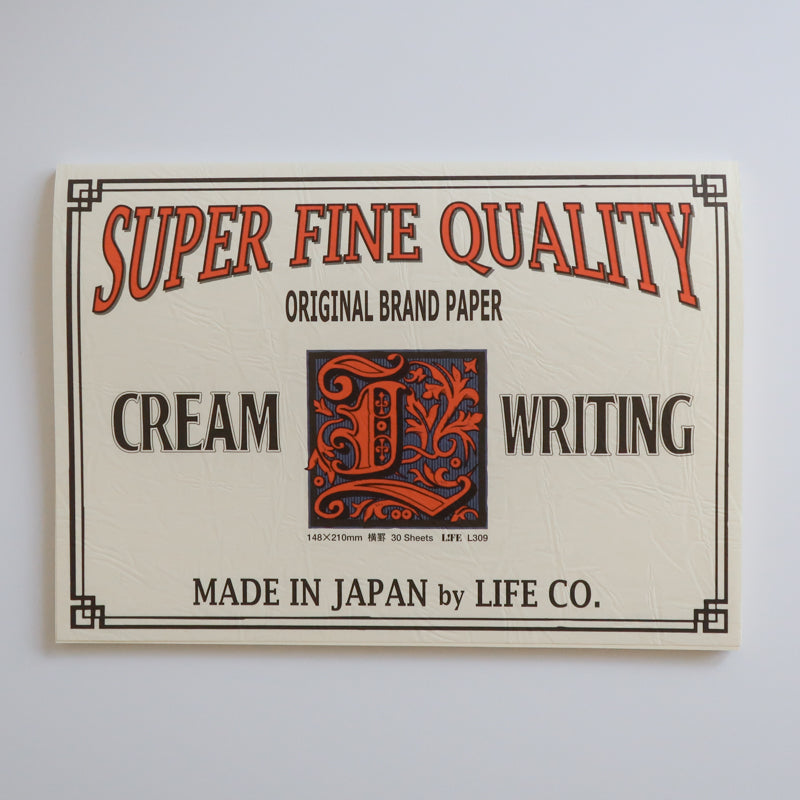 SUPER FINE QUALITY
ORIGINAL BRAND PAPER
CREAM L WRITING
148×210mm 横罫 30 Sheets LIFE L309
MADE IN JAPAN by LIFE CO.